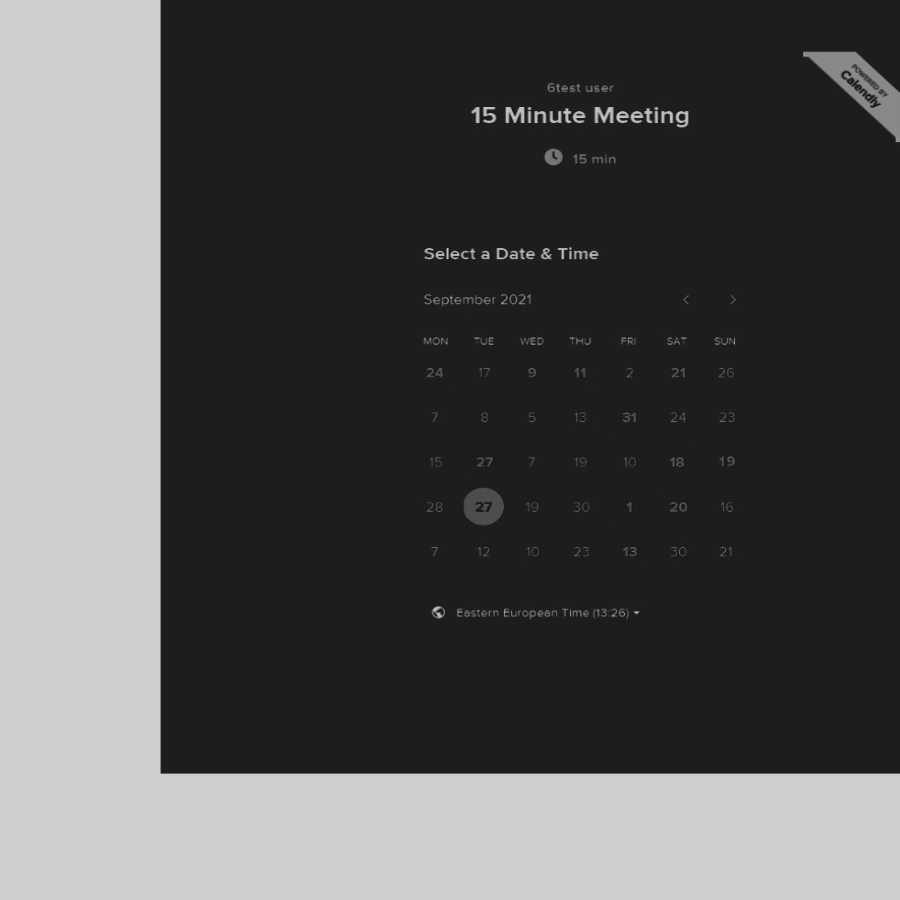 POWERED BY
Calendly
6test user
15 Minute Meeting
15 min
Select a Date & Time
September 2021
MON TUE WED THU FRI SAT SUN
24 17 9 11 2 21 26
7 8 5 13 31 24 23
15 27 7 19 10 18 19
28 27 19 30 1 20 16
7 12 10 23 13 30 21
Eastern European Time (13:26)